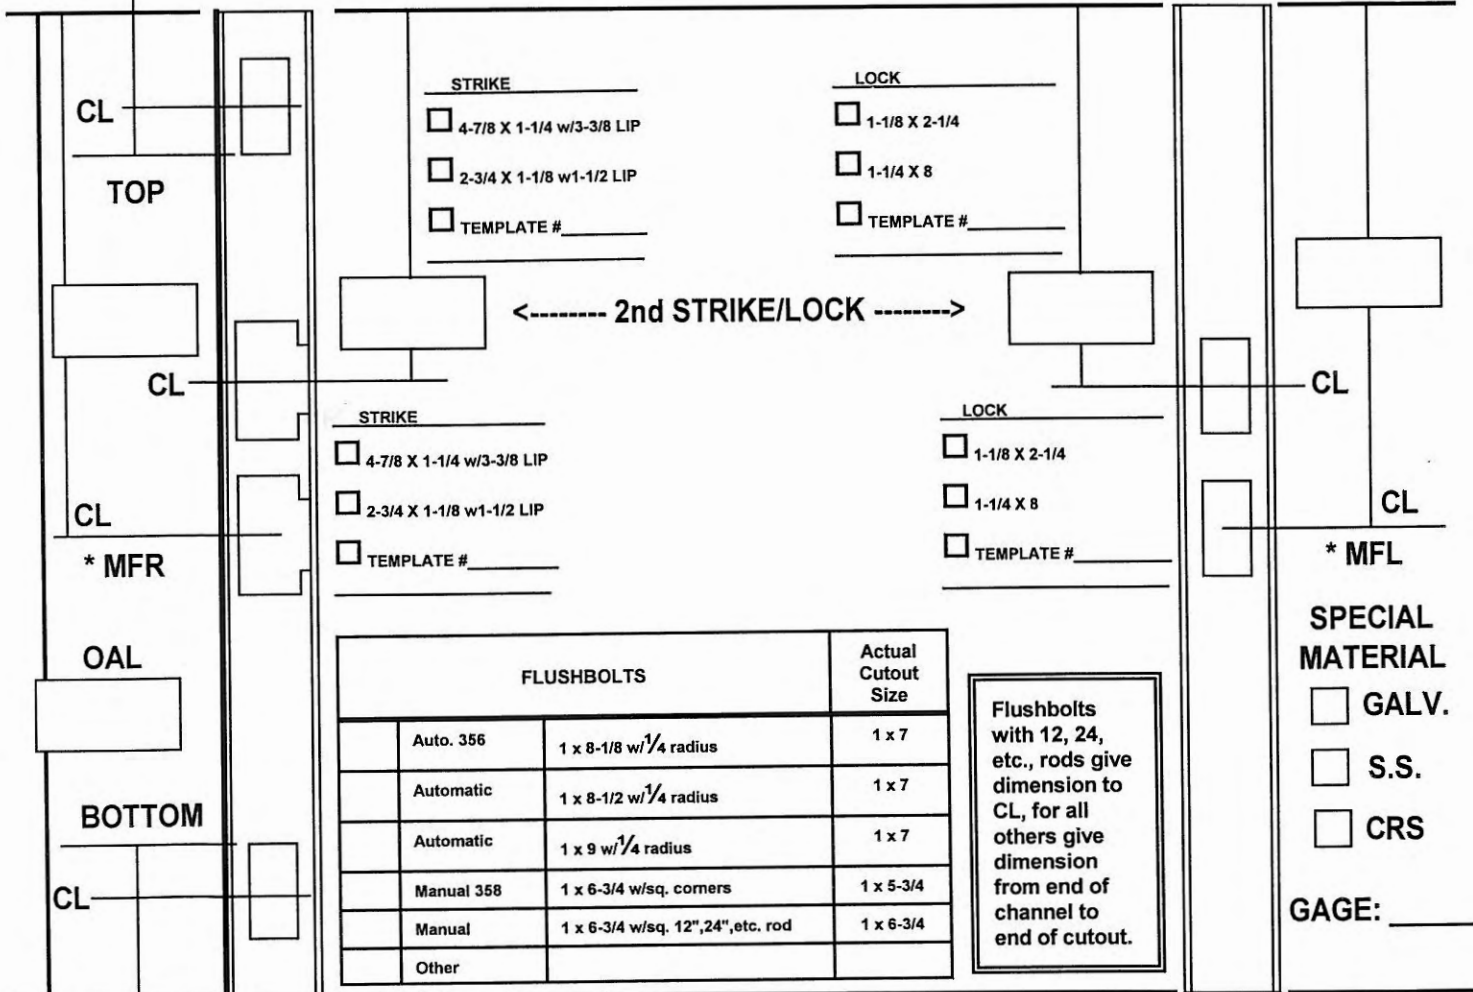 STRIKE
4-7/8 X 1-1/4 w/3-3/8 LIP
2-3/4 X 1-1/8 w1-1/2 LIP
TEMPLATE #
LOCK
1-1/8 X 2-1/4
1-1/4 X 8
TEMPLATE #
CL
TOP
<-------- 2nd STRIKE/LOCK -------->
CL
CL
STRIKE
4-7/8 X 1-1/4 w/3-3/8 LIP
2-3/4 X 1-1/8 w1-1/2 LIP
TEMPLATE #
LOCK
1-1/8 X 2-1/4
1-1/4 X 8
TEMPLATE #
CL
* MFR
CL
* MFL
OAL
BOTTOM
CL
FLUSHBOLTS
Actual
Cutout
Size
Auto. 356 1 x 8-1/8 w/1/4 radius 1 x 7
Automatic 1 x 8-1/2 w/1/4 radius 1 x 7
Automatic 1 x 9 w/1/4 radius 1 x 7
Manual 358 1 x 6-3/4 w/sq. corners 1 x 5-3/4
Manual 1 x 6-3/4 w/sq. 12",24",etc. rod 1 x 6-3/4
Other
Flushbolts
with 12, 24,
etc., rods give
dimension to
CL, for all
others give
dimension
from end of
channel to
end of cutout.
SPECIAL
MATERIAL
GALV.
S.S.
CRS
GAGE: